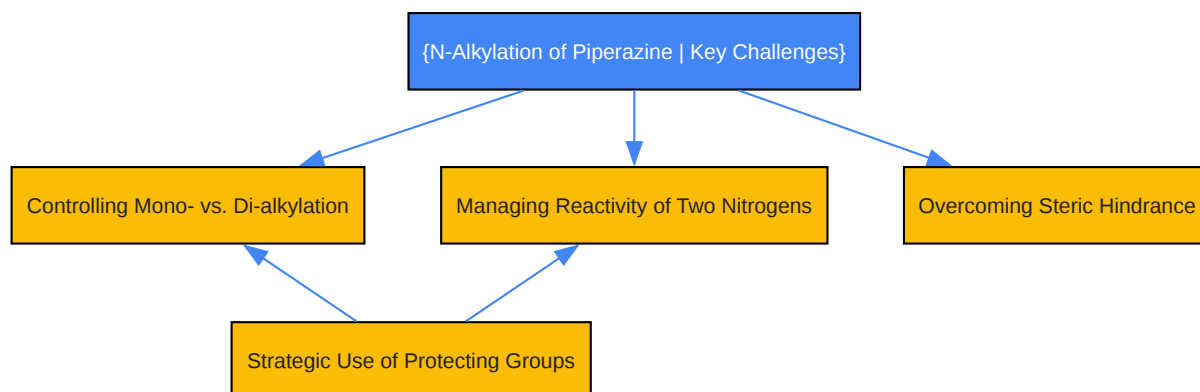 {N-Alkylation of Piperazine | Key Challenges}
Controlling Mono- vs. Di-alkylation
Managing Reactivity of Two Nitrogens
Overcoming Steric Hindrance
Strategic Use of Protecting Groups